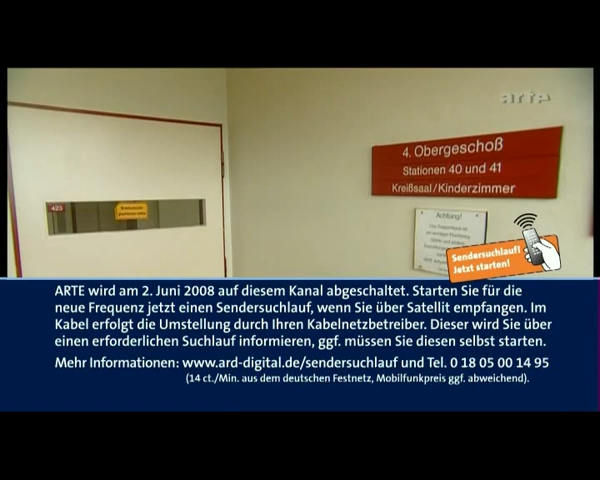 arte
4. Obergeschoß
Stationen 40 und 41
Kreißsaal/Kinderzimmer
423
Achtung!
Sendersuchlauf!
Jetzt starten!
ARTE wird am 2. Juni 2008 auf diesem Kanal abgeschaltet. Starten Sie für die
neue Frequenz jetzt einen Sendersuchlauf, wenn Sie über Satellit empfangen. Im
Kabel erfolgt die Umstellung durch Ihren Kabelnetzbetreiber. Dieser wird Sie über
einen erforderlichen Suchlauf informieren, ggf. müssen Sie diesen selbst starten.
Mehr Informationen: www.ard-digital.de/sendersuchlauf und Tel. 0 18 05 00 14 95
(14 ct./Min. aus dem deutschen Festnetz, Mobilfunkpreis ggf. abweichend).